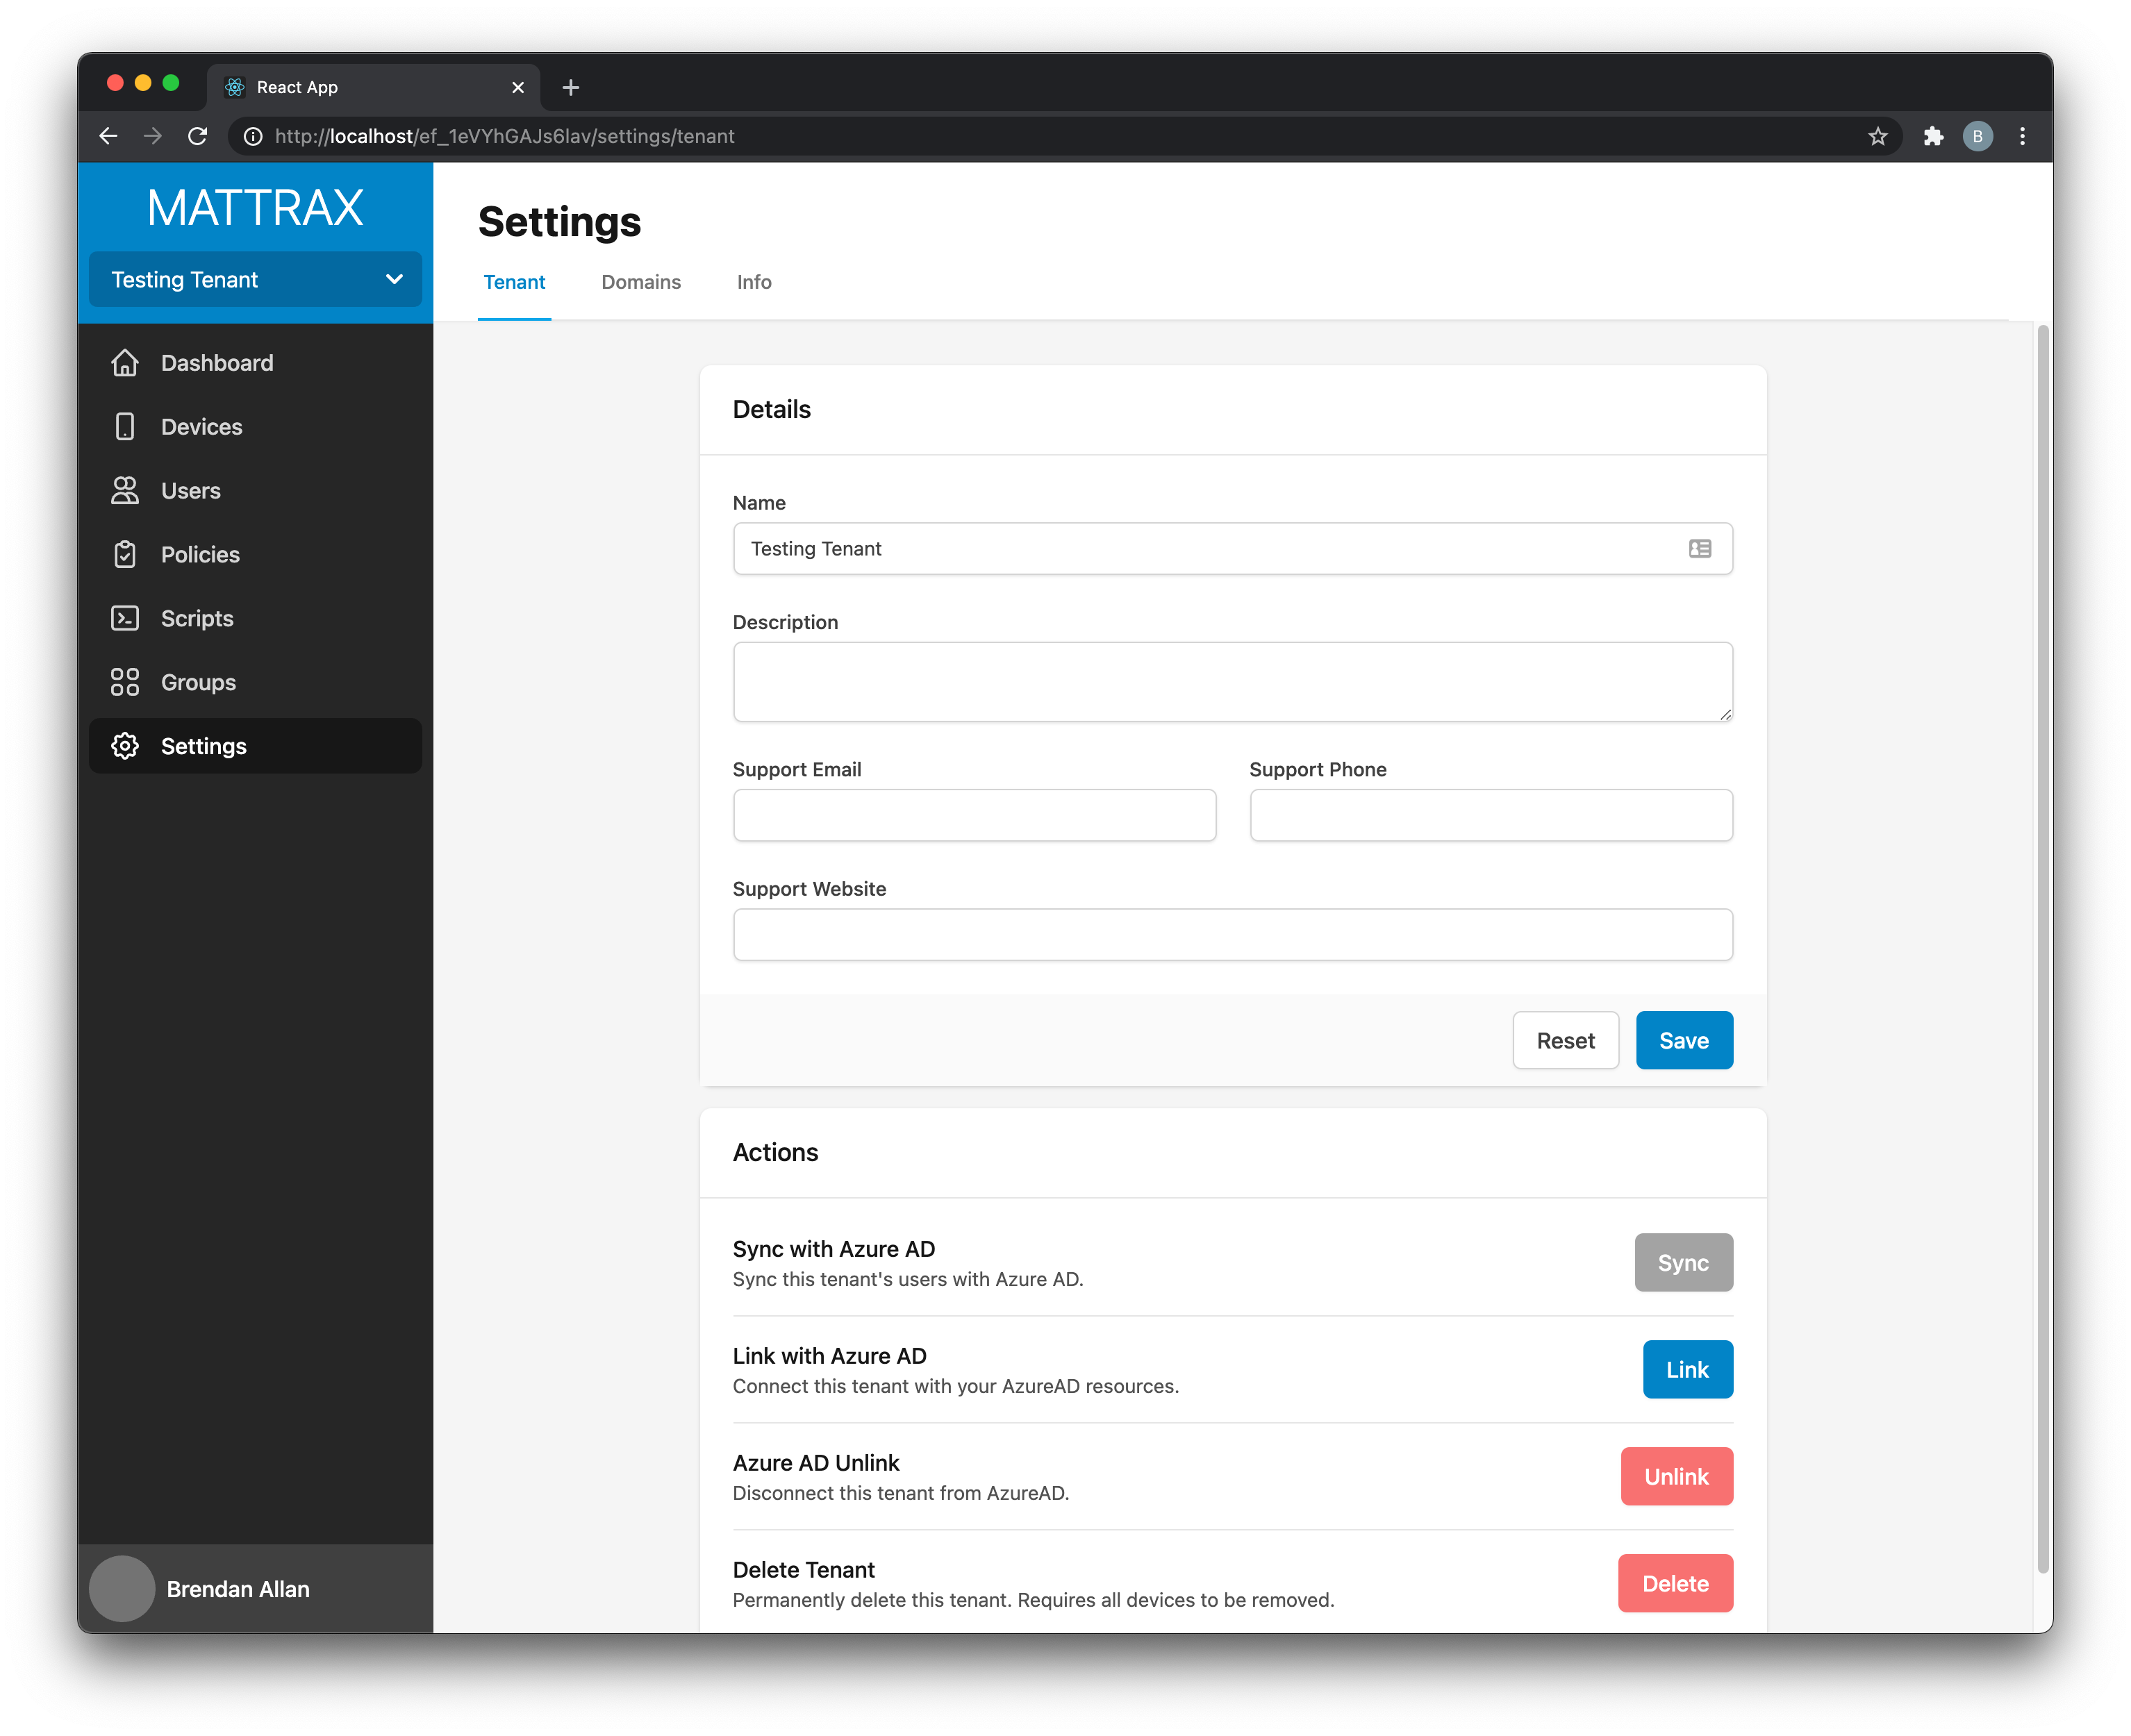 React App
http://localhost/ef_1eVYhGAJs6lav/settings/tenant
B
MATTRAX
Testing Tenant
Dashboard
Devices
Users
Policies
Scripts
Groups
Settings
Brendan Allan
Settings
Tenant Domains Info
Details
Name
Testing Tenant
Description
Support Email Support Phone
Support Website
Reset Save
Actions
Sync with Azure AD
Sync this tenant's users with Azure AD.
Sync
Link with Azure AD
Connect this tenant with your AzureAD resources.
Link
Azure AD Unlink
Disconnect this tenant from AzureAD.
Unlink
Delete Tenant
Permanently delete this tenant. Requires all devices to be removed.
Delete